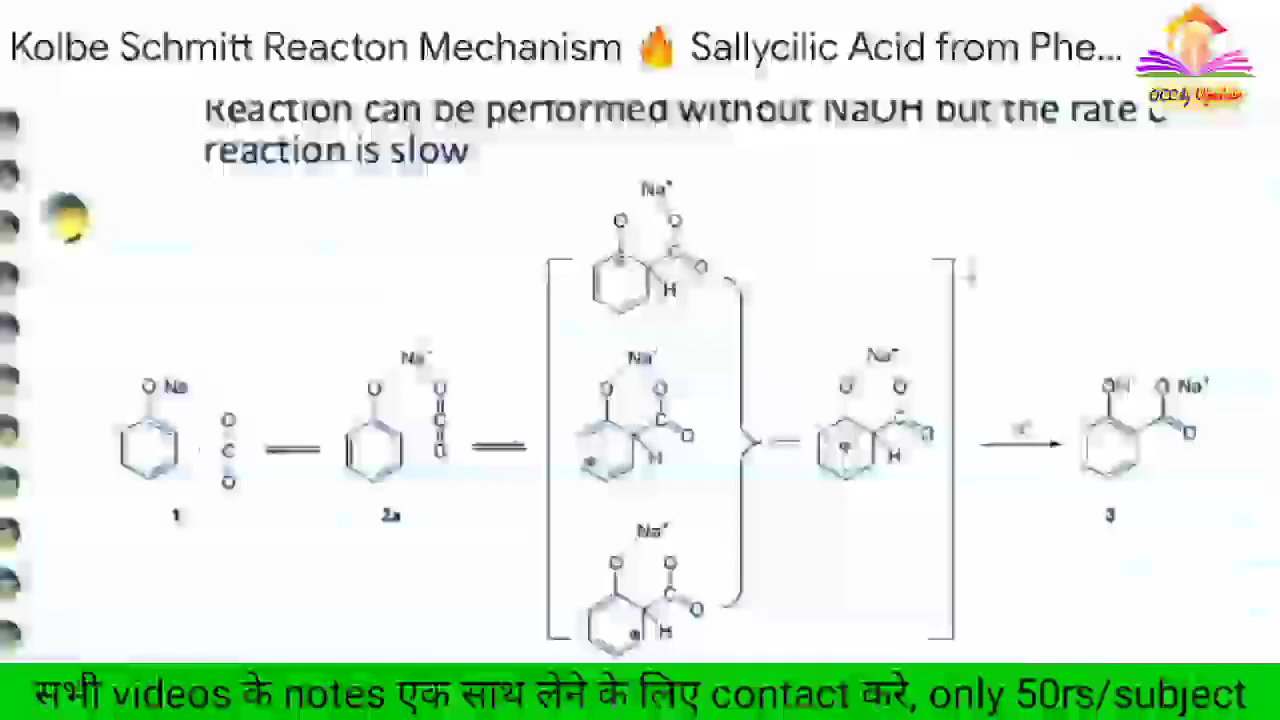 Kolbe Schmitt Reacton Mechanism 🔥 Sallycilic Acid from Phe...
Reaction can be performed without NaOH but the rate
reaction is slow
Na⁺
O O
C O
H
Na⁺
O O
C O
H
Na⁺
O O
C O
H
O Na
O
C
O
1
Na⁺
O O
C
O
2a
Na⁺
O O
C O
H
OH O Na⁺
O
3
सभी videos के notes एक साथ लेने के लिए contact करे, only 50rs/subject